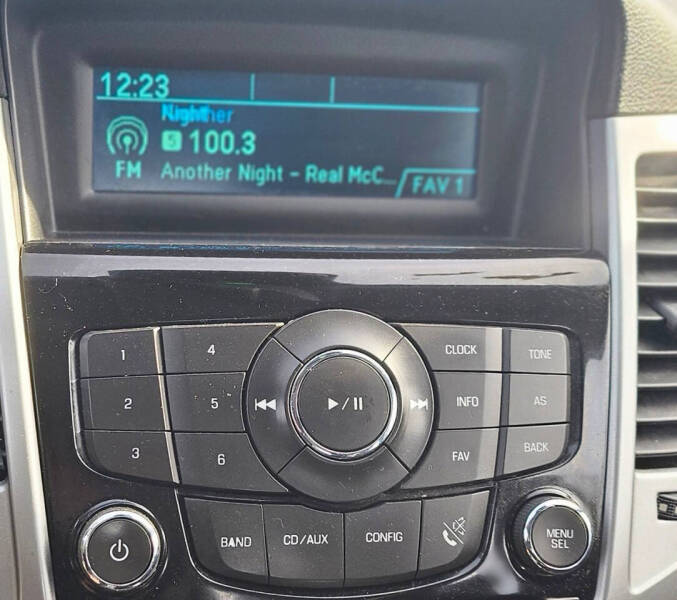 12:23
FM
5 100.3
Another Night - Real McC...
FAV 1
1 4 CLOCK TONE
2 5 INFO AS
3 6 FAV BACK
BAND CD/AUX CONFIG
MENU
SEL